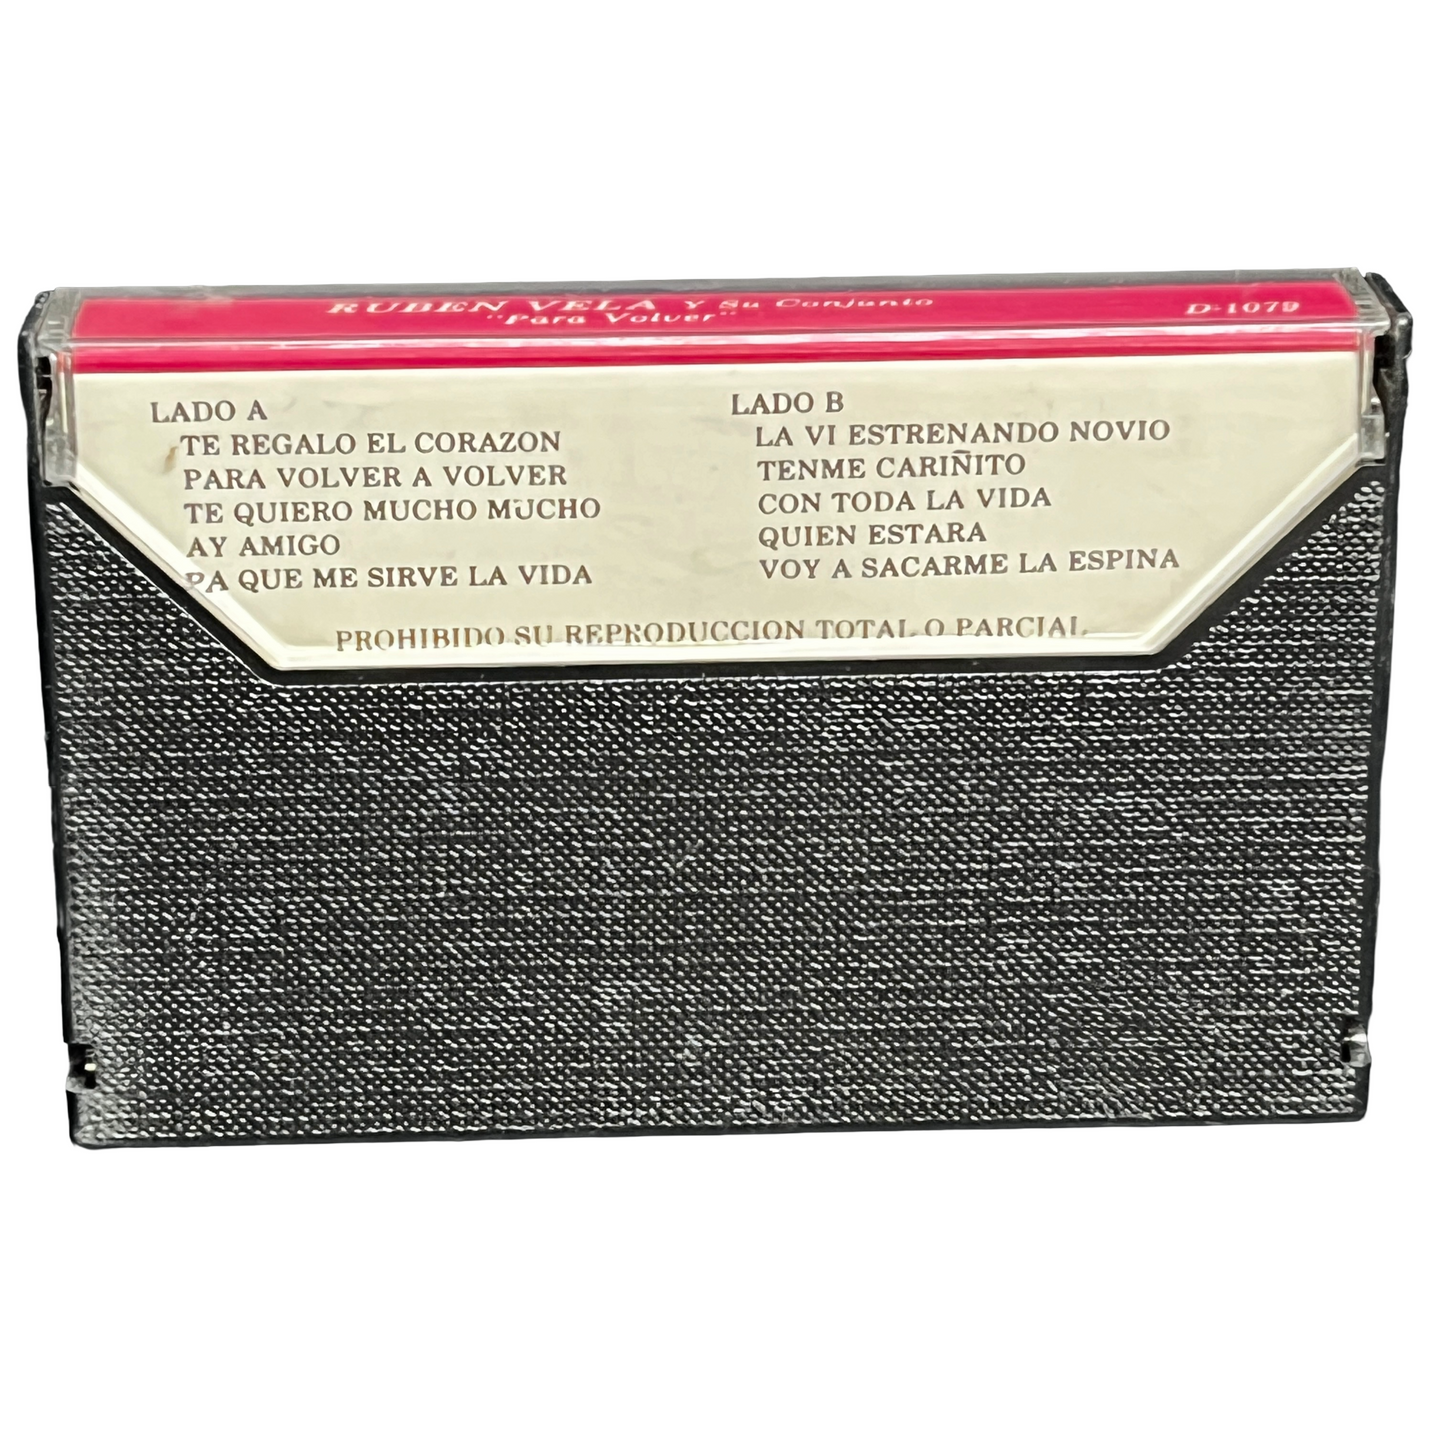 RUBEN VELA Y Su Conjunto
"Para Volver"
D-1079
LADO A
TE REGALO EL CORAZON
PARA VOLVER A VOLVER
TE QUIERO MUCHO MUCHO
AY AMIGO
PA QUE ME SIRVE LA VIDA
LADO B
LA VI ESTRENANDO NOVIO
TENME CARIÑITO
CON TODA LA VIDA
QUIEN ESTARA
VOY A SACARME LA ESPINA
PROHIBIDO SU REPRODUCCION TOTAL O PARCIAL